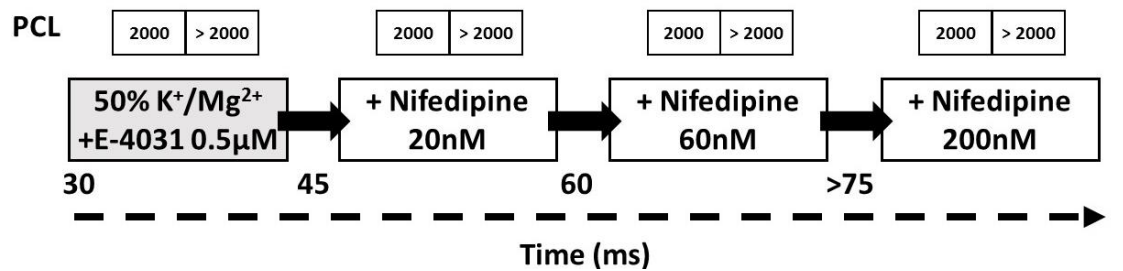 PCL
2000 > 2000 2000 > 2000 2000 > 2000 2000 > 2000
50% K⁺/Mg²⁺ + Nifedipine + Nifedipine + Nifedipine
+E-4031 0.5μM 20nM 60nM 200nM
30 45 60 >75
Time (ms)